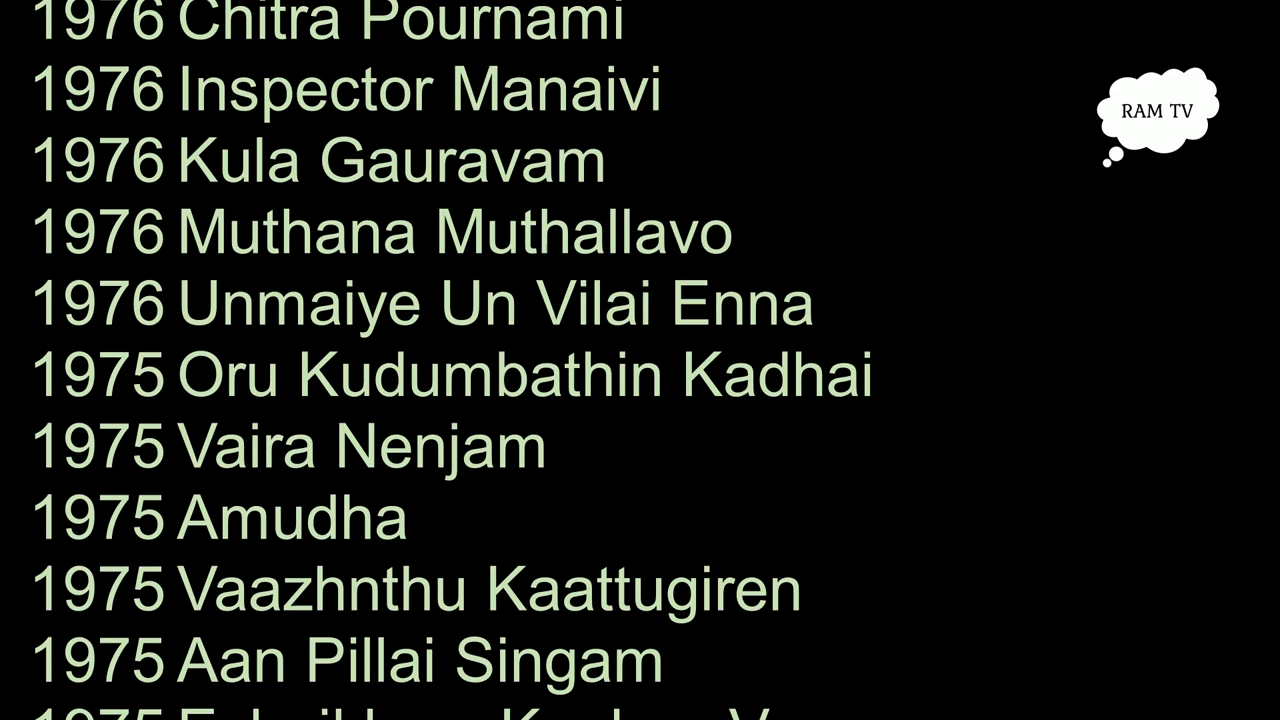 1976 Chitra Pournami
1976 Inspector Manaivi
RAM TV
1976 Kula Gauravam
1976 Muthana Muthallavo
1976 Unmaiye Un Vilai Enna
1975 Oru Kudumbathin Kadhai
1975 Vaira Nenjam
1975 Amudha
1975 Vaazhnthu Kaattugiren
1975 Aan Pillai Singam
1975